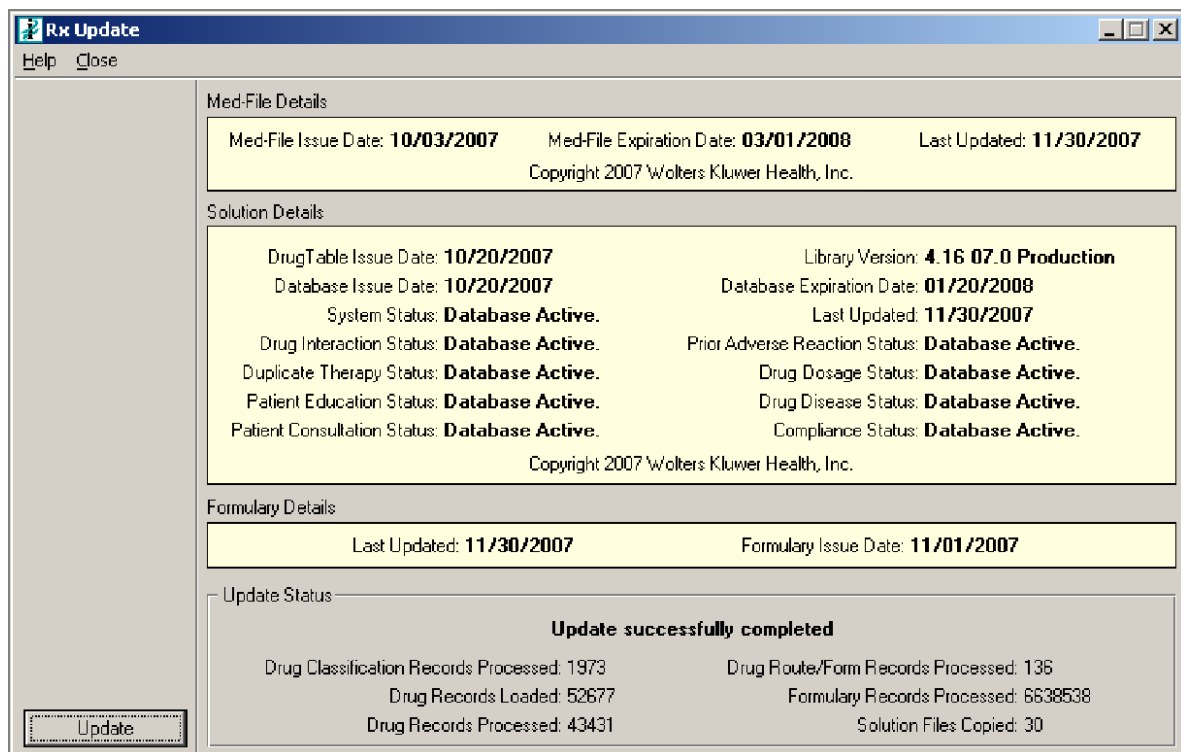 Rx Update
Help Close
Med-File Details
Med-File Issue Date: 10/03/2007 Med-File Expiration Date: 03/01/2008 Last Updated: 11/30/2007
Copyright 2007 Wolters Kluwer Health, Inc.
Solution Details
DrugTable Issue Date: 10/20/2007 Library Version: 4.16 07.0 Production
Database Issue Date: 10/20/2007 Database Expiration Date: 01/20/2008
System Status: Database Active. Last Updated: 11/30/2007
Drug Interaction Status: Database Active. Prior Adverse Reaction Status: Database Active.
Duplicate Therapy Status: Database Active. Drug Dosage Status: Database Active.
Patient Education Status: Database Active. Drug Disease Status: Database Active.
Patient Consultation Status: Database Active. Compliance Status: Database Active.
Copyright 2007 Wolters Kluwer Health, Inc.
Formulary Details
Last Updated: 11/30/2007 Formulary Issue Date: 11/01/2007
Update Status
Update successfully completed
Drug Classification Records Processed: 1973 Drug Route/Form Records Processed: 136
Drug Records Loaded: 52677 Formulary Records Processed: 6638538
Drug Records Processed: 43431 Solution Files Copied: 30
Update